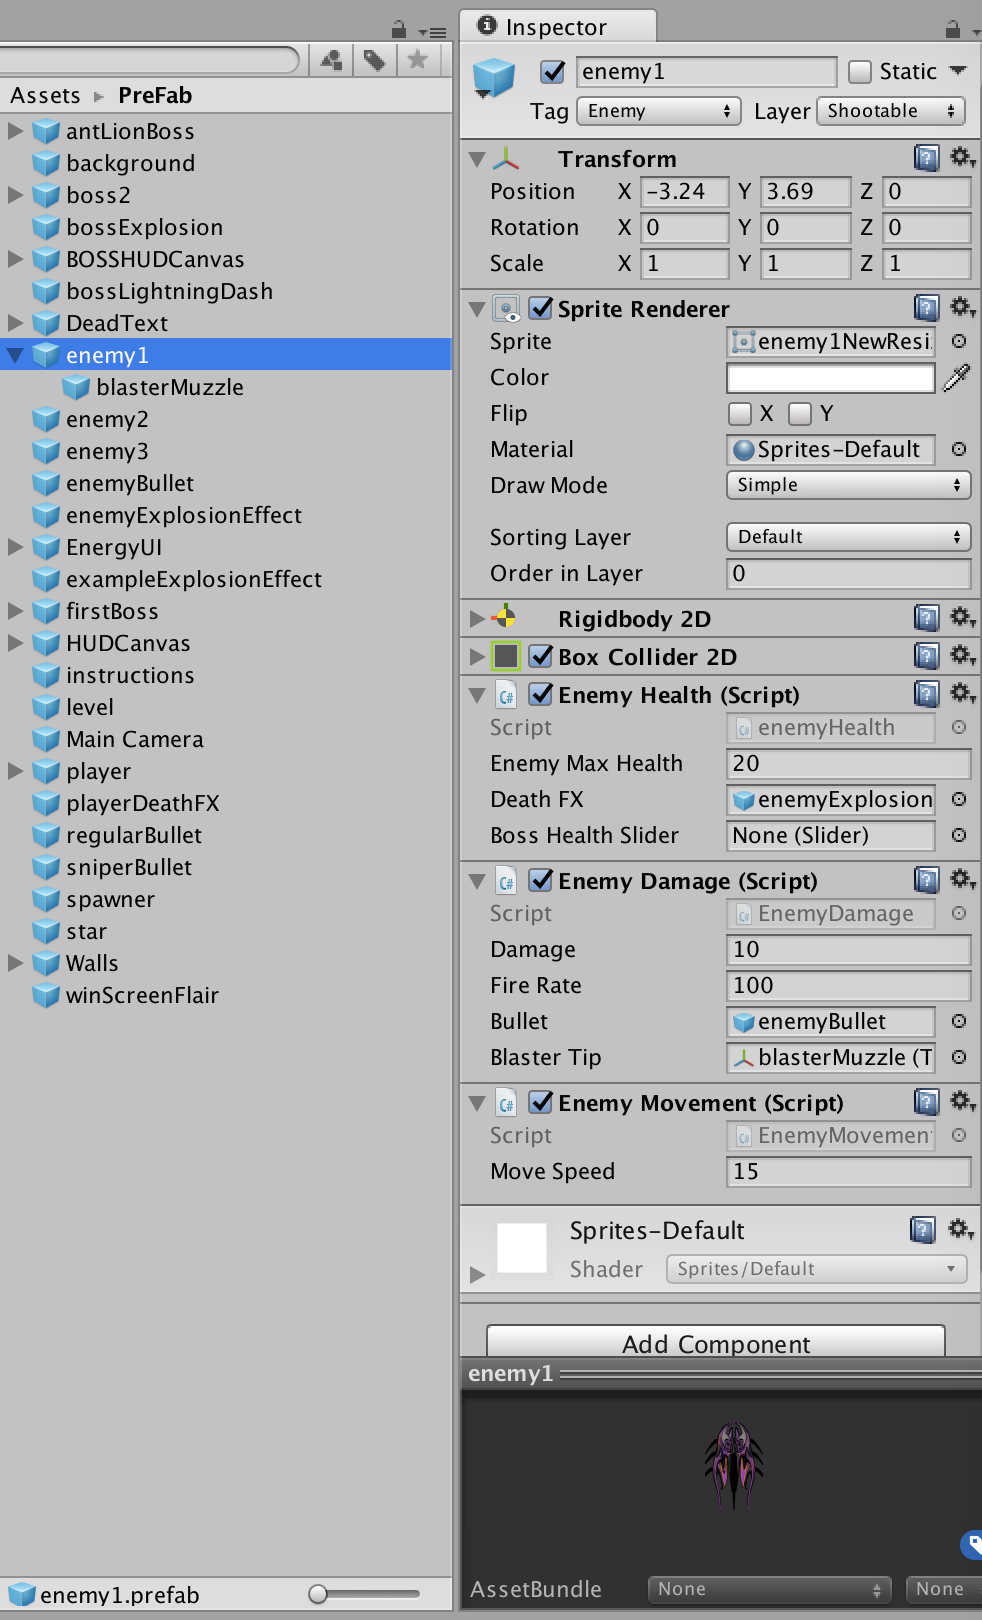 Assets PreFab
antLionBoss
background
boss2
bossExplosion
BOSSHUDCanvas
bossLightningDash
DeadText
enemy1
blasterMuzzle
enemy2
enemy3
enemyBullet
enemyExplosionEffect
EnergyUI
exampleExplosionEffect
firstBoss
HUDCanvas
instructions
level
Main Camera
player
playerDeathFX
regularBullet
sniperBullet
spawner
star
Walls
winScreenFlair
enemy1.prefab
Inspector
enemy1 Static
Tag Enemy Layer Shootable
Transform
Position X -3.24 Y 3.69 Z 0
Rotation X 0 Y 0 Z 0
Scale X 1 Y 1 Z 1
Sprite Renderer
Sprite enemy1NewResi
Color
Flip X Y
Material Sprites-Default
Draw Mode Simple
Sorting Layer Default
Order in Layer 0
Rigidbody 2D
Box Collider 2D
C# Enemy Health (Script)
Script C# enemyHealth
Enemy Max Health 20
Death FX enemyExplosion
Boss Health Slider None (Slider)
C# Enemy Damage (Script)
Script C# EnemyDamage
Damage 10
Fire Rate 100
Bullet enemyBullet
Blaster Tip blasterMuzzle (T
C# Enemy Movement (Script)
Script C# EnemyMovement
Move Speed 15
Sprites-Default
Shader Sprites/Default
Add Component
enemy1
AssetBundle None None